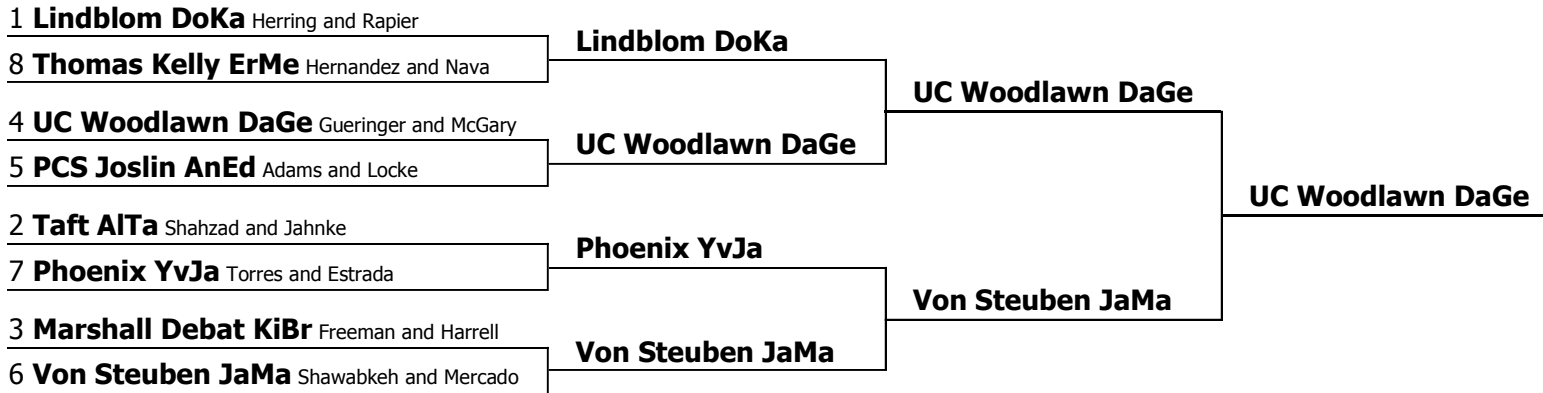 1 Lindblom DoKa Herring and Rapier
8 Thomas Kelly ErMe Hernandez and Nava
4 UC Woodlawn DaGe Gueringer and McGary
5 PCS Joslin AnEd Adams and Locke
2 Taft AlTa Shahzad and Jahnke
7 Phoenix YvJa Torres and Estrada
3 Marshall Debat KiBr Freeman and Harrell
6 Von Steuben JaMa Shawabkeh and Mercado
Lindblom DoKa
UC Woodlawn DaGe
Phoenix YvJa
Von Steuben JaMa
UC Woodlawn DaGe
Von Steuben JaMa
UC Woodlawn DaGe